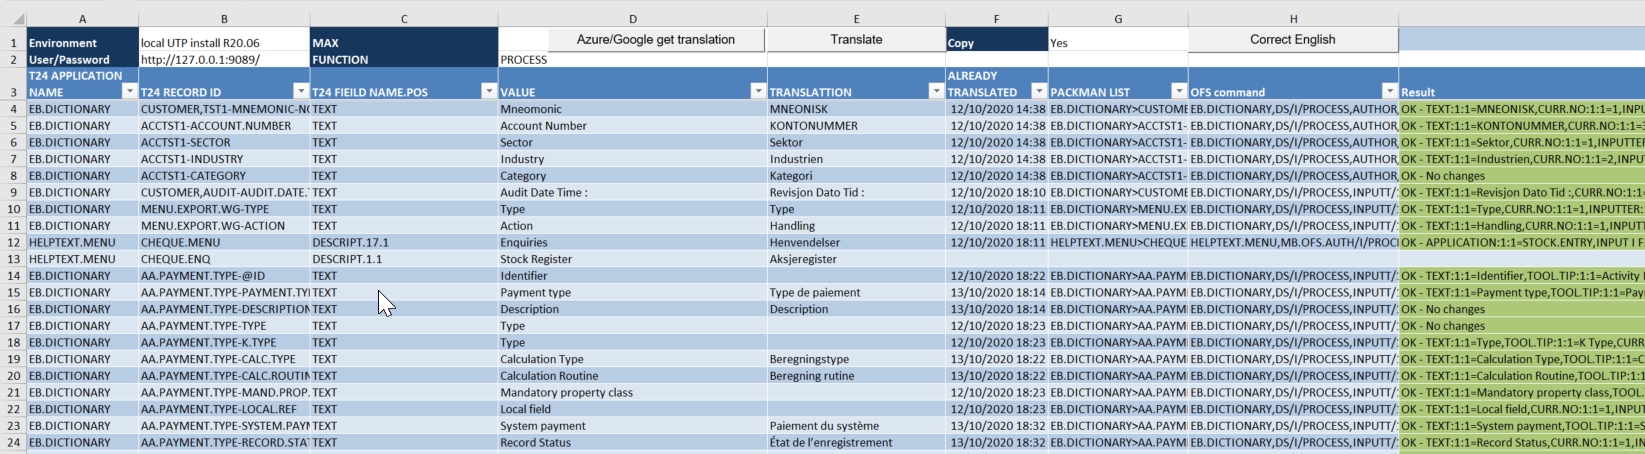 A B C D E F G H
1 Environment local UTP install R20.06 MAX Azure/Google get translation Translate Copy Yes Correct English
2 User/Password http://127.0.0.1:9089/ FUNCTION PROCESS
3 T24 APPLICATION NAME T24 RECORD ID T24 FIEILD NAME.POS VALUE TRANSLATTION ALREADY TRANSLATED PACKMAN LIST OFS command Result
4 EB.DICTIONARY CUSTOMER,TST1-MNEMONIC-NO TEXT Mneomonic MNEONISK 12/10/2020 14:38 EB.DICTIONARY>CUSTOME EB.DICTIONARY,DS/I/PROCESS,AUTHOR, OK - TEXT:1:1=MNEONISK,CURR.NO:1:1=1,INPU
5 EB.DICTIONARY ACCTST1-ACCOUNT.NUMBER TEXT Account Number KONTONUMMER 12/10/2020 14:38 EB.DICTIONARY>ACCTST1- EB.DICTIONARY,DS/I/PROCESS,AUTHOR, OK - TEXT:1:1=KONTONUMMER,CURR.NO:1:1=
6 EB.DICTIONARY ACCTST1-SECTOR TEXT Sector Sektor 12/10/2020 14:38 EB.DICTIONARY>ACCTST1- EB.DICTIONARY,DS/I/PROCESS,AUTHOR, OK - TEXT:1:1=Sektor,CURR.NO:1:1=1,INPUTTER
7 EB.DICTIONARY ACCTST1-INDUSTRY TEXT Industry Industrien 12/10/2020 14:38 EB.DICTIONARY>ACCTST1- EB.DICTIONARY,DS/I/PROCESS,AUTHOR, OK - TEXT:1:1=Industrien,CURR.NO:1:1=2,INPUT
8 EB.DICTIONARY ACCTST1-CATEGORY TEXT Category Kategori 12/10/2020 14:38 EB.DICTIONARY>ACCTST1- EB.DICTIONARY,DS/I/PROCESS,AUTHOR, OK - No changes
9 EB.DICTIONARY CUSTOMER,AUDIT-AUDIT.DATE. TEXT Audit Date Time : Revisjon Dato Tid : 12/10/2020 18:10 EB.DICTIONARY>CUSTOME EB.DICTIONARY,DS/I/PROCESS,INPUTT/ OK - TEXT:1:1=Revisjon Dato Tid :,CURR.NO:1:1=
10 EB.DICTIONARY MENU.EXPORT.WG-TYPE TEXT Type Type 12/10/2020 18:11 EB.DICTIONARY>MENU.EX EB.DICTIONARY,DS/I/PROCESS,INPUTT/ OK - TEXT:1:1=Type,CURR.NO:1:1=1,INPUTTER:
11 EB.DICTIONARY MENU.EXPORT.WG-ACTION TEXT Action Handling 12/10/2020 18:11 EB.DICTIONARY>MENU.EX EB.DICTIONARY,DS/I/PROCESS,INPUTT/ OK - TEXT:1:1=Handling,CURR.NO:1:1=1,INPUTT
12 HELPTEXT.MENU CHEQUE.MENU DESCRIPT.17.1 Enquiries Henvendelser 12/10/2020 18:11 HELPTEXT.MENU>CHEQUE HELPTEXT.MENU,MB.OFS.AUTH/I/PROC OK - APPLICATION:1:1=STOCK.ENTRY,INPUT I F
13 HELPTEXT.MENU CHEQUE.ENQ DESCRIPT.1.1 Stock Register Aksjeregister
14 EB.DICTIONARY AA.PAYMENT.TYPE-@ID TEXT Identifier 12/10/2020 18:22 EB.DICTIONARY>AA.PAYM EB.DICTIONARY,DS/I/PROCESS,INPUTT/ OK - TEXT:1:1=Identifier,TOOL.TIP:1:1=Activity
15 EB.DICTIONARY AA.PAYMENT.TYPE-PAYMENT.TY TEXT Payment type Type de paiement 13/10/2020 18:14 EB.DICTIONARY>AA.PAYM EB.DICTIONARY,DS/I/PROCESS,INPUTT/ OK - TEXT:1:1=Payment type,TOOL.TIP:1:1=Pay
16 EB.DICTIONARY AA.PAYMENT.TYPE-DESCRIPTION TEXT Description Description 13/10/2020 18:14 EB.DICTIONARY>AA.PAYM EB.DICTIONARY,DS/I/PROCESS,INPUTT/ OK - No changes
17 EB.DICTIONARY AA.PAYMENT.TYPE-TYPE TEXT Type 12/10/2020 18:23 EB.DICTIONARY>AA.PAYM EB.DICTIONARY,DS/I/PROCESS,INPUTT/ OK - No changes
18 EB.DICTIONARY AA.PAYMENT.TYPE-K.TYPE TEXT Type 12/10/2020 18:23 EB.DICTIONARY>AA.PAYM EB.DICTIONARY,DS/I/PROCESS,INPUTT/ OK - TEXT:1:1=Type,TOOL.TIP:1:1=K Type,CURR
19 EB.DICTIONARY AA.PAYMENT.TYPE-CALC.TYPE TEXT Calculation Type Beregningstype 13/10/2020 18:22 EB.DICTIONARY>AA.PAYM EB.DICTIONARY,DS/I/PROCESS,INPUTT/ OK - TEXT:1:1=Calculation Type,TOOL.TIP:1:1=C
20 EB.DICTIONARY AA.PAYMENT.TYPE-CALC.ROUTIN TEXT Calculation Routine Beregning rutine 13/10/2020 18:22 EB.DICTIONARY>AA.PAYM EB.DICTIONARY,DS/I/PROCESS,INPUTT/ OK - TEXT:1:1=Calculation Routine,TOOL.TIP:1:1
21 EB.DICTIONARY AA.PAYMENT.TYPE-MAND.PROP. TEXT Mandatory property class 12/10/2020 18:23 EB.DICTIONARY>AA.PAYM EB.DICTIONARY,DS/I/PROCESS,INPUTT/ OK - TEXT:1:1=Mandatory property class,TOOL.
22 EB.DICTIONARY AA.PAYMENT.TYPE-LOCAL.REF TEXT Local field 12/10/2020 18:23 EB.DICTIONARY>AA.PAYM EB.DICTIONARY,DS/I/PROCESS,INPUTT/ OK - TEXT:1:1=Local field,CURR.NO:1:1=1,INPUT
23 EB.DICTIONARY AA.PAYMENT.TYPE-SYSTEM.PAYN TEXT System payment Paiement du système 13/10/2020 18:32 EB.DICTIONARY>AA.PAYM EB.DICTIONARY,DS/I/PROCESS,INPUTT/ OK - TEXT:1:1=System payment,TOOL.TIP:1:1=S
24 EB.DICTIONARY AA.PAYMENT.TYPE-RECORD.STAT TEXT Record Status État de l'enregistrement 13/10/2020 18:32 EB.DICTIONARY>AA.PAYM EB.DICTIONARY,DS/I/PROCESS,INPUTT/ OK - TEXT:1:1=Record Status,CURR.NO:1:1=1,IN